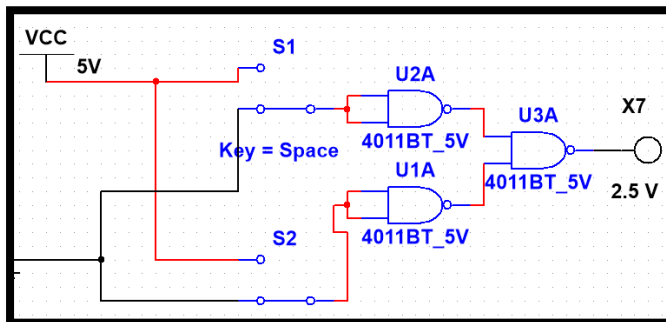 VCC
5V
S1
U2A
4011BT_5V
Key = Space
U3A
4011BT_5V
X7
2.5 V
U1A
4011BT_5V
S2